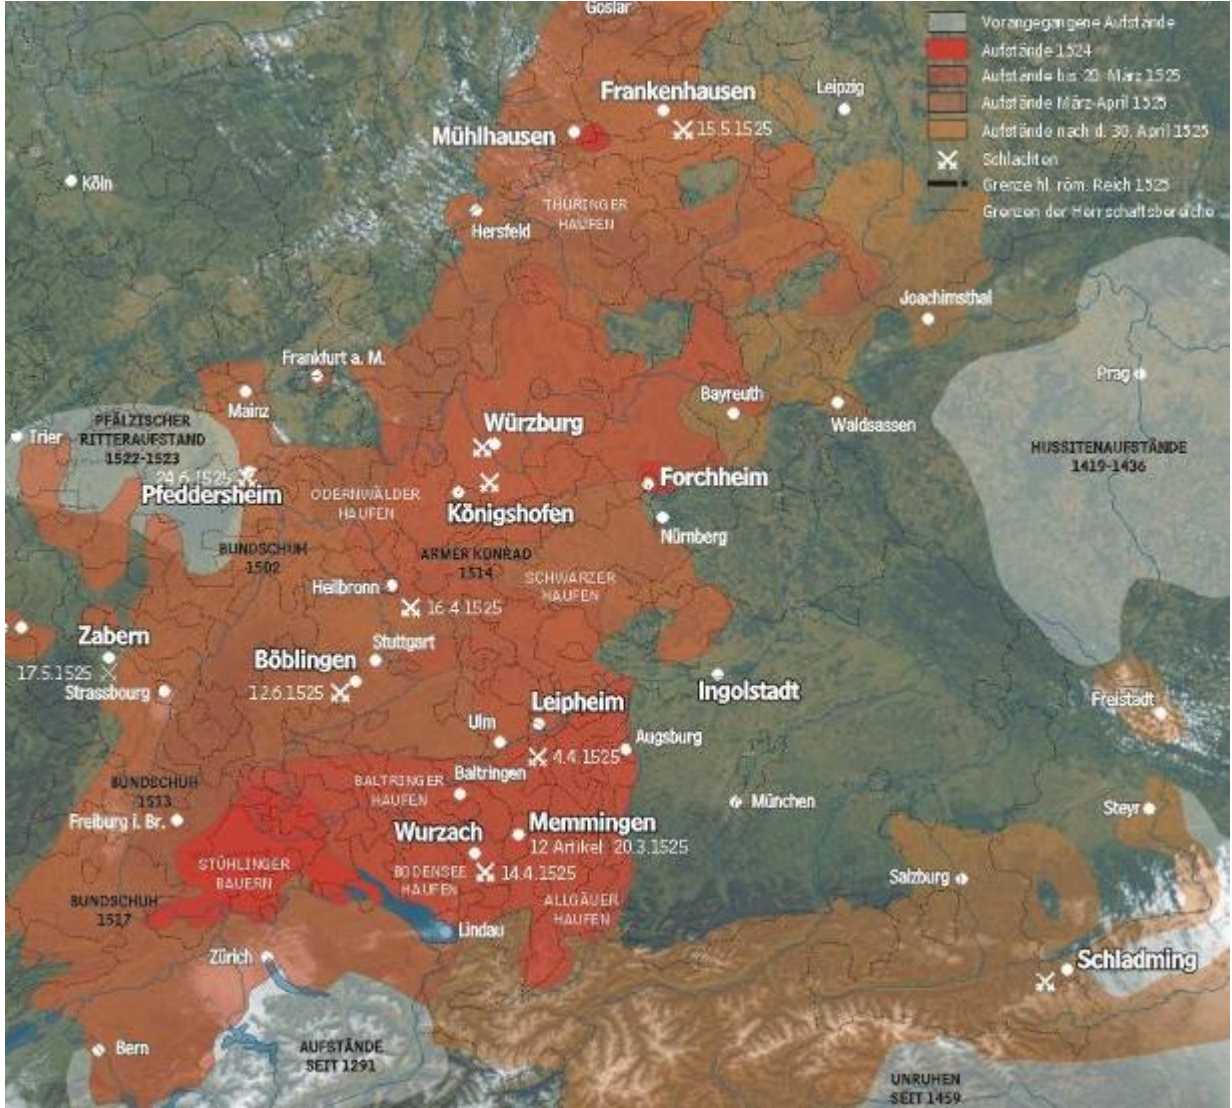 Goslar
Vorangegangene Aufstände
Aufstände 1524
Aufstände bis 20. März 1525
Aufstände März-April 1525
Aufstände nach d. 30. April 1525
Schlachten
Grenze hl. röm. Reich 1525
Grenzen der Herrschaftsbereiche
Frankenhausen
15.5.1525
Leipzig
Mühlhausen
Köln
THÜRINGER
HAUFEN
Hersfeld
Joachimsthal
Frankfurt a. M.
Mainz
Prag
Bayreuth
Waldsassen
PFÄLZISCHER
RITTERAUFSTAND
1522-1523
Trier
24.6.1525
Pfeddersheim
Würzburg
HUSSITENAUFSTÄNDE
1419-1436
ODERNWÄLDER
HAUFEN
Königshofen
Forchheim
Nürnberg
BUNDSCHUH
1502
ARMER KONRAD
1514
SCHWARZER
HAUFEN
Heilbronn
16.4.1525
Zabern
17.5.1525
Strassbourg
Stuttgart
Böblingen
12.6.1525
Ingolstadt
Leipheim
4.4.1525
Ulm
Augsburg
Freistadt
BUNDSCHUH
1513
Freiburg i. Br.
BALTRINGER
HAUFEN
Baltringen
München
Steyr
Wurzach
14.4.1525
Memmingen
12 Artikel 20.3.1525
STÜHLINGER
BAUERN
BODENSEE
HAUFEN
ALLGÄUER
HAUFEN
Salzburg
BUNDSCHUH
1517
Lindau
Zürich
Schladming
Bern
AUFSTÄNDE
SEIT 1291
UNRUHEN
SEIT 1459